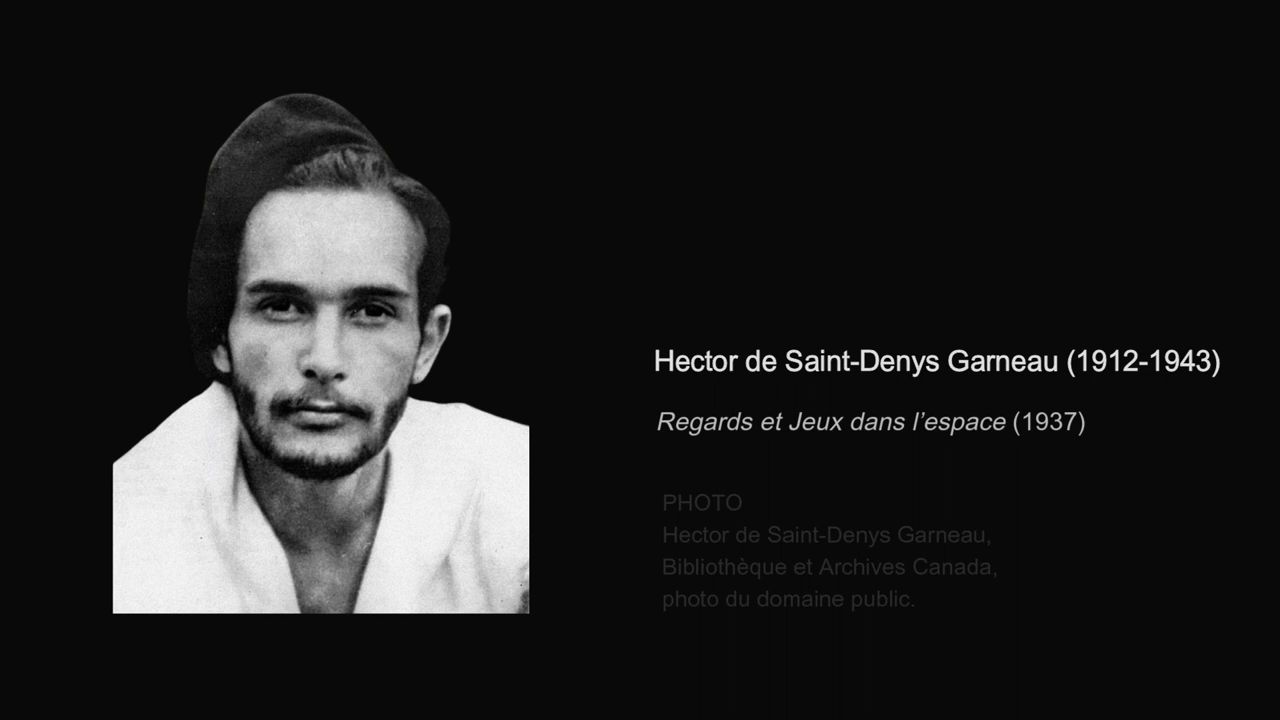 Hector de Saint-Denys Garneau (1912-1943)
Regards et Jeux dans l’espace (1937)
PHOTO
Hector de Saint-Denys Garneau,
Bibliothèque et Archives Canada,
photo du domaine public.